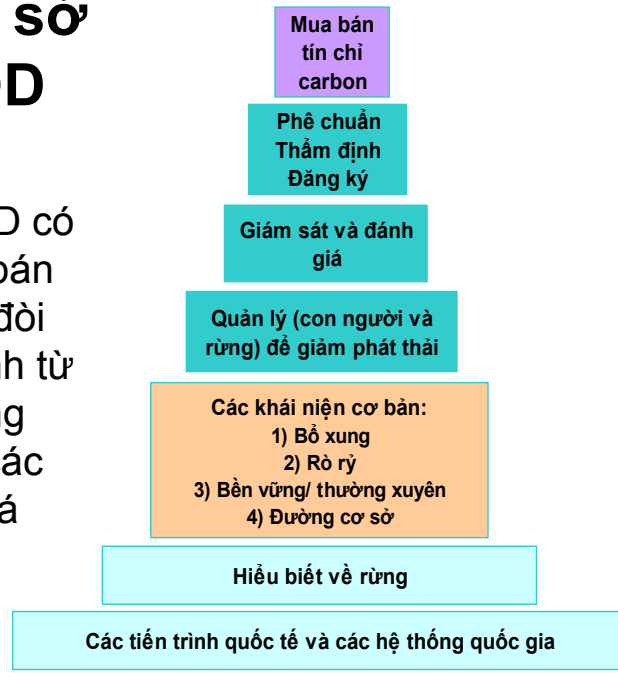 sở
D
D có
bán
đòi
nh từ
ng
các
á
Mua bán
tín chỉ
carbon
Phê chuẩn
Thẩm định
Đăng ký
Giám sát và đánh
giá
Quản lý (con người và
rừng) để giảm phát thải
Các khái niện cơ bản:
1) Bổ xung
2) Rò rỷ
3) Bền vững/ thường xuyên
4) Đường cơ sở
Hiểu biết về rừng
Các tiến trình quốc tế và các hệ thống quốc gia